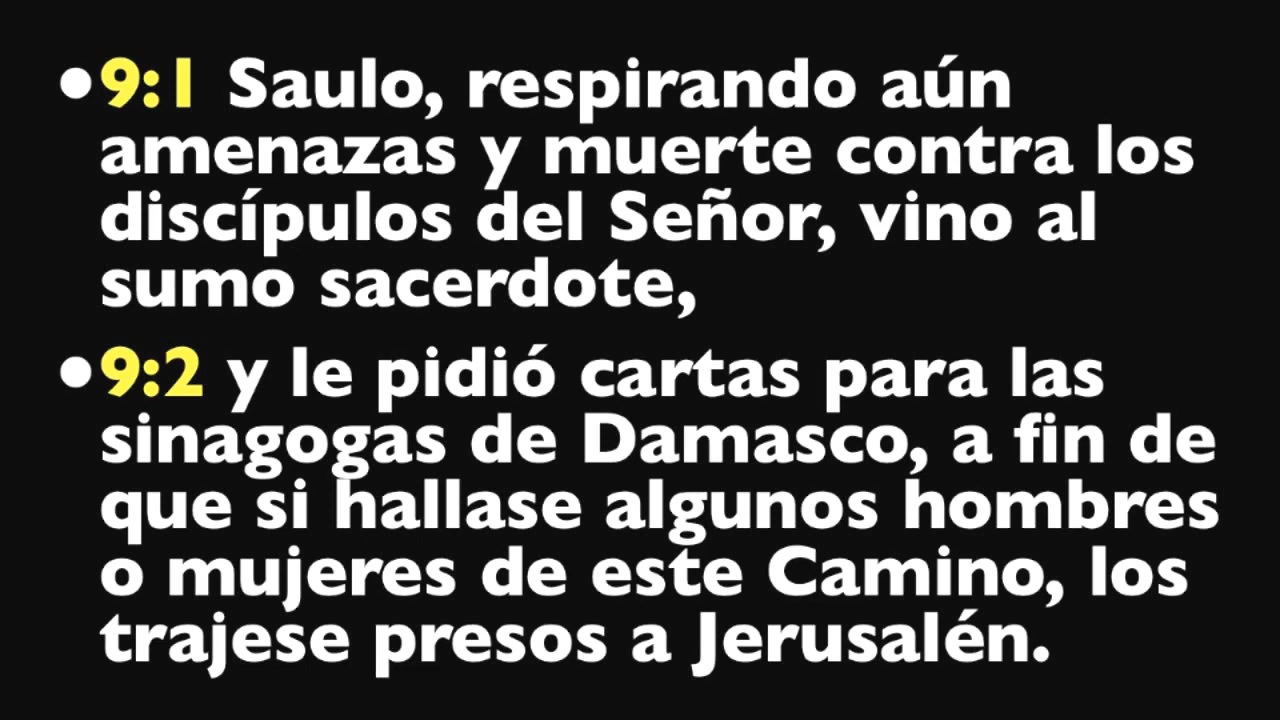 •9:1 Saulo, respirando aún
amenazas y muerte contra los
discípulos del Señor, vino al
sumo sacerdote,
•9:2 y le pidió cartas para las
sinagogas de Damasco, a fin de
que si hallase algunos hombres
o mujeres de este Camino, los
trajese presos a Jerusalén.